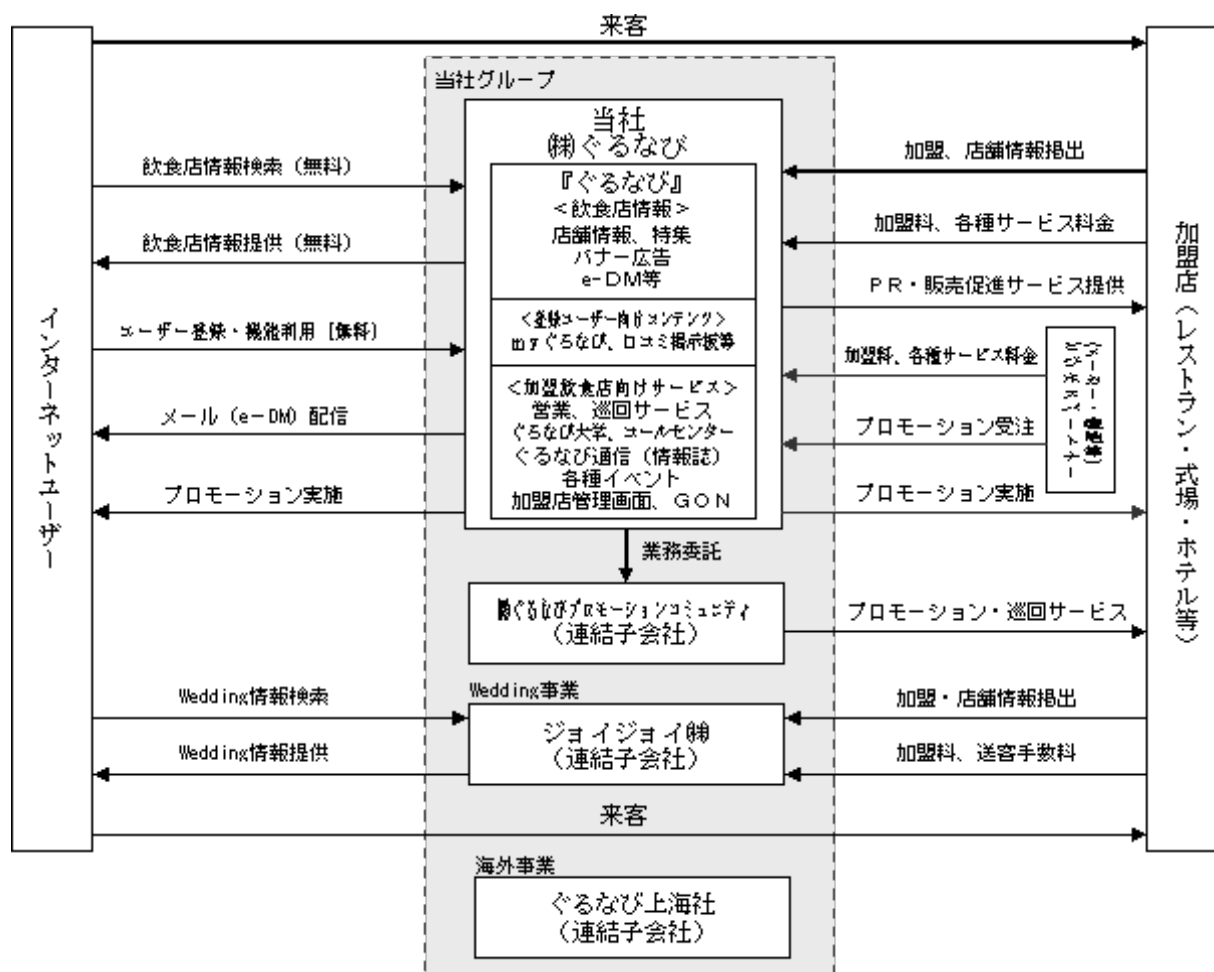 来客
当社グループ
当社
㈱ぐるなび
『ぐるなび』
＜飲食店情報＞
店舗情報、特集
バナー広告
e-DM等
＜登録ユーザー向けコンテンツ＞
myぐるなび、口コミ掲示板等
＜加盟飲食店向けサービス＞
営業、巡回サービス
ぐるなび大学、コールセンター
ぐるなび通信（情報誌）
各種イベント
加盟店管理画面、GON
飲食店情報検索（無料）
飲食店情報提供（無料）
ユーザー登録・機能利用［無料］
メール（e-DM）配信
プロモーション実施
インターネットユーザー
加盟、店舗情報掲出
加盟料、各種サービス料金
PR・販売促進サービス提供
加盟料、各種サービス料金
プロモーション受注
プロモーション実施
加盟店（レストラン・式場・ホテル等）
業務委託
ぐるなびプロモーションコミュニティ
（連結子会社）
プロモーション・巡回サービス
Wedding事業
Wedding情報検索
Wedding情報提供
ジョイジョイ㈱
（連結子会社）
加盟・店舗情報掲出
加盟料、送客手数料
来客
海外事業
ぐるなび上海社
（連結子会社）